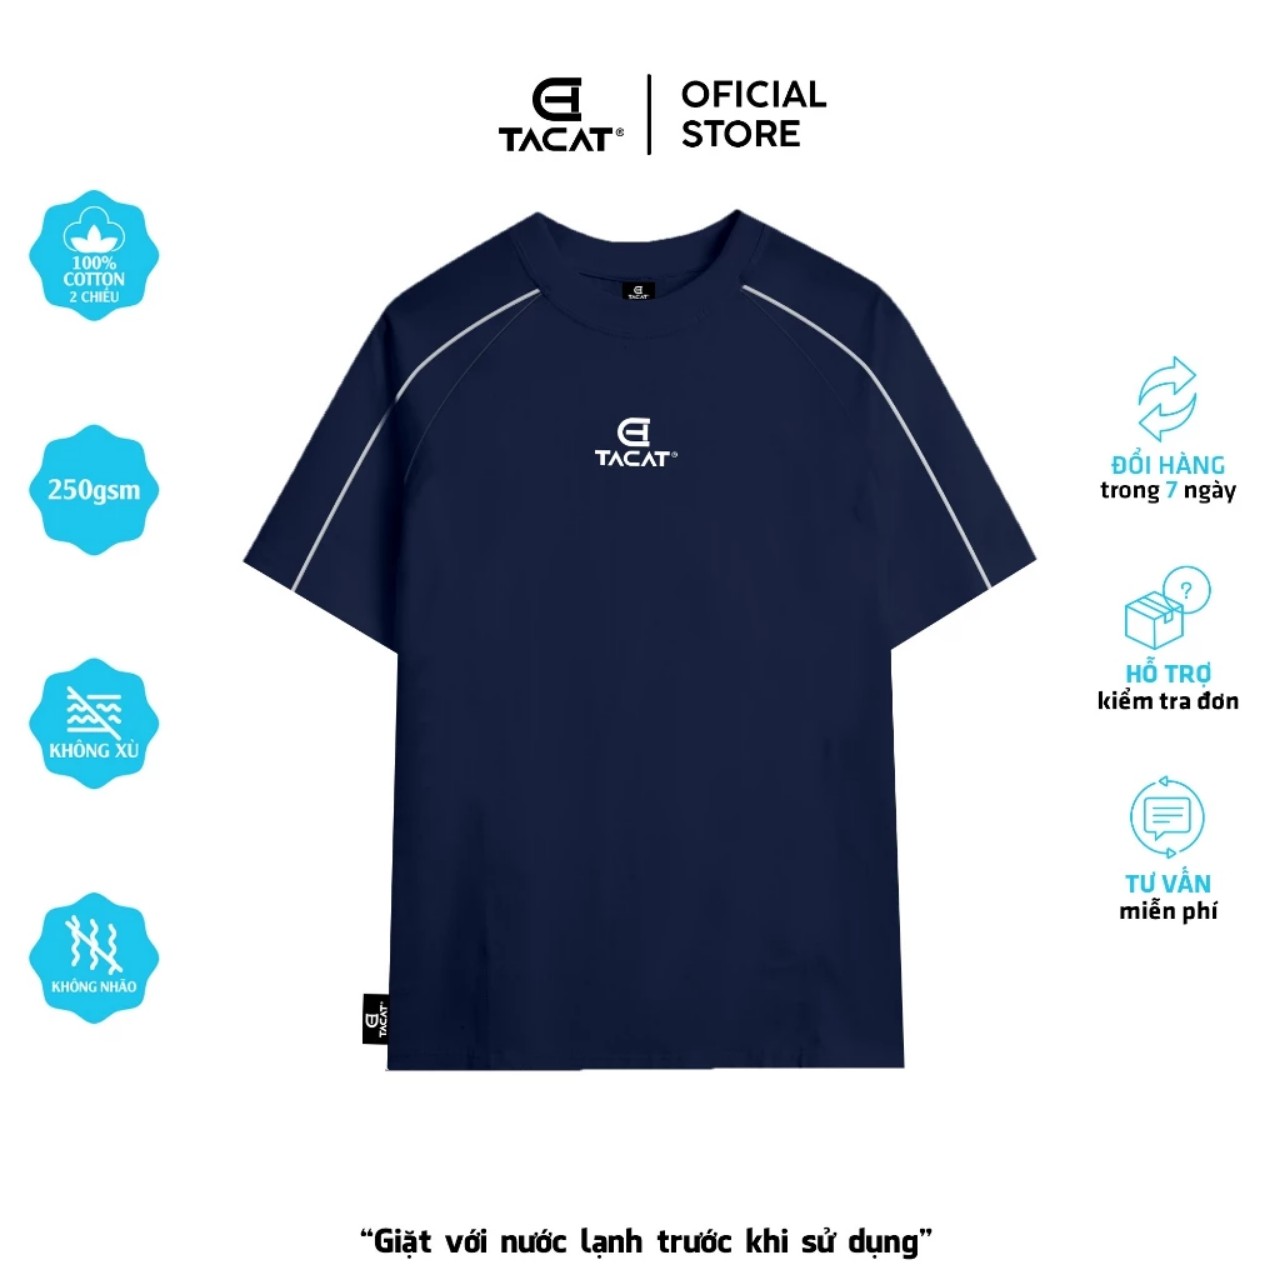 TACAT®
OFICIAL
STORE
100%
COTTON
2 CHIỀU
250gsm
KHÔNG XÙ
KHÔNG NHÃO
TACAT
TACAT®
TACAT
ĐỔI HÀNG
trong 7 ngày
HỖ TRỢ
kiểm tra đơn
TƯ VẤN
miễn phí
“Giặt với nước lạnh trước khi sử dụng”